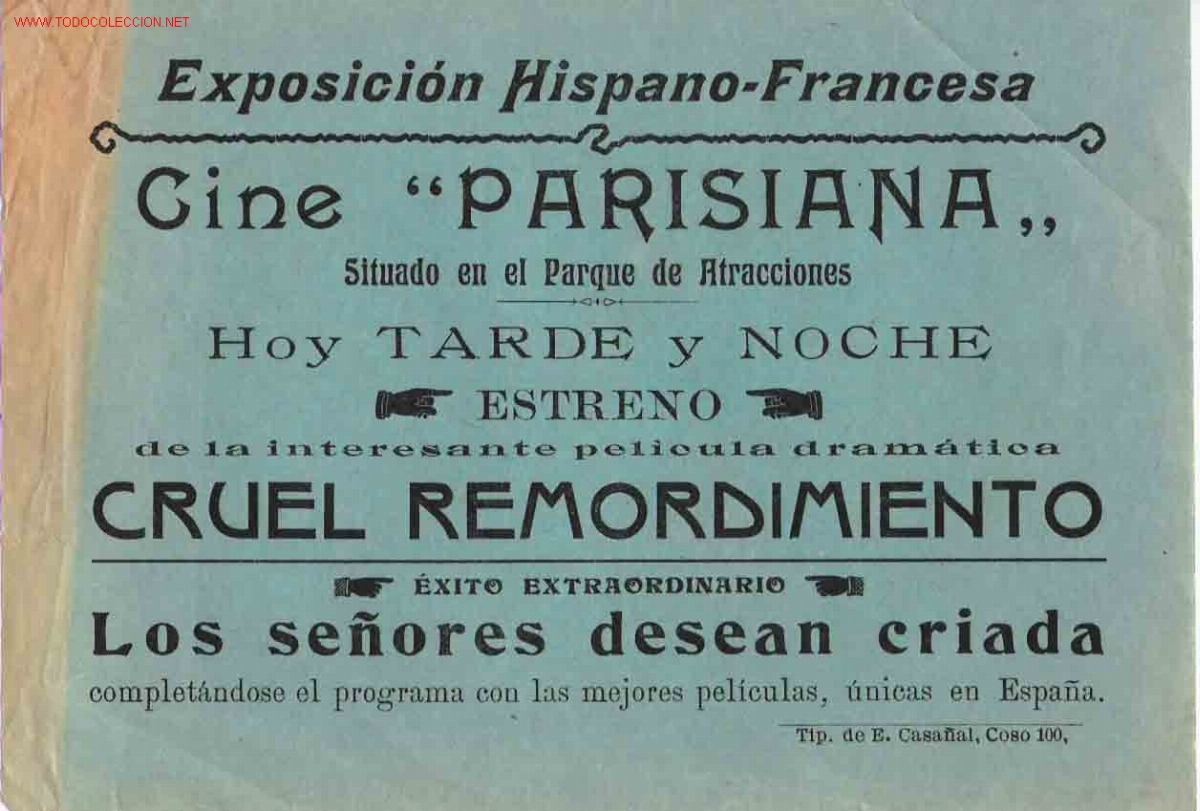 WWW.TODOCOLECCION.NET
Exposición Hispano-Francesa
Cine “PARISIANA„
Situado en el Parque de Atracciones
Hoy TARDE y NOCHE
ESTRENO
de la interesante pelicula dramática
CRUEL REMORDIMIENTO
ÉXITO EXTRAORDINARIO
Los señores desean criada
completándose el programa con las mejores películas, únicas en España.
Tip. de E. Casañal, Coso 100,